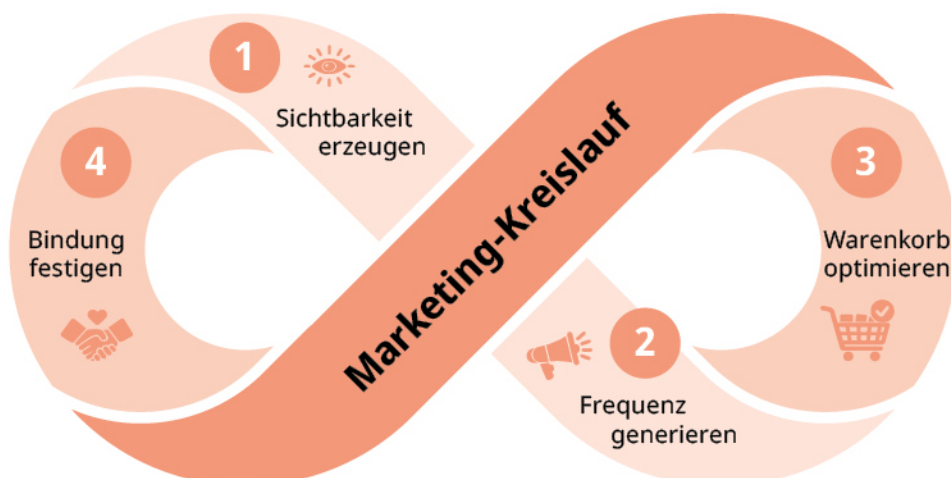 1
Sichtbarkeit
erzeugen
Marketing-Kreislauf
2
Frequenz
generieren
3
Warenkorb
optimieren
4
Bindung
festigen